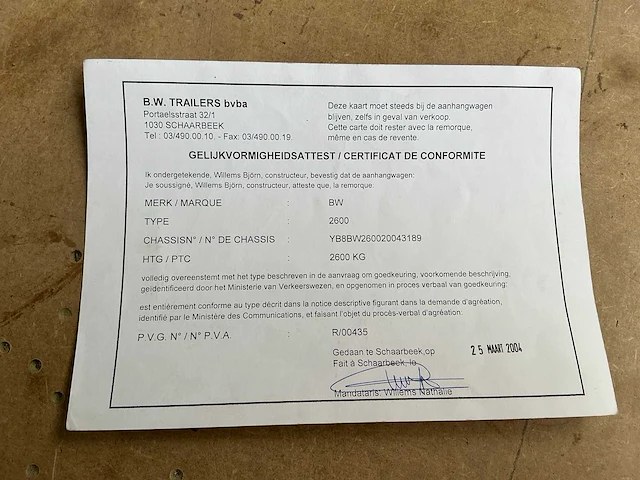 B.W. TRAILERS bvba
Portaelsstraat 32/1
1030 SCHAARBEEK
Tel : 03/490.00.10. - Fax: 03/490.00.19.
Deze kaart moet steeds bij de aanhangwagen
blijven, zelfs in geval van verkoop.
Cette carte doit rester avec la remorque,
même en cas de revente.
GELIJKVORMIGHEIDSATTEST / CERTIFICAT DE CONFORMITE
Ik ondergetekende, Willems Björn, constructeur, bevestig dat de aanhangwagen:
Je soussigné, Willems Björn, constructeur, atteste que, la remorque:
MERK / MARQUE : BW
TYPE : 2600
CHASSISN° / N° DE CHASSIS : YB8BW260020043189
HTG / PTC : 2600 KG
volledig overeenstemt met het type beschreven in de aanvraag om goedkeuring, voorkomende beschrijving,
geïdentificeerd door het Ministerie van Verkeerswezen, en opgenomen in proces verbaal van goedkeuring:
est entiérement conforme au type décrit dans la notice descriptive figurant dans la demande d'agréation,
identifié par le Ministère des Communications, et faisant l'objet du procès-verbal d'agréation:
P.V.G. N° / N° P.V.A. : R/00435
Gedaan te Schaarbeek,op 25 MAART 2004
Fait à Schaarbeek, le
Mandataris: Willems Nathalie